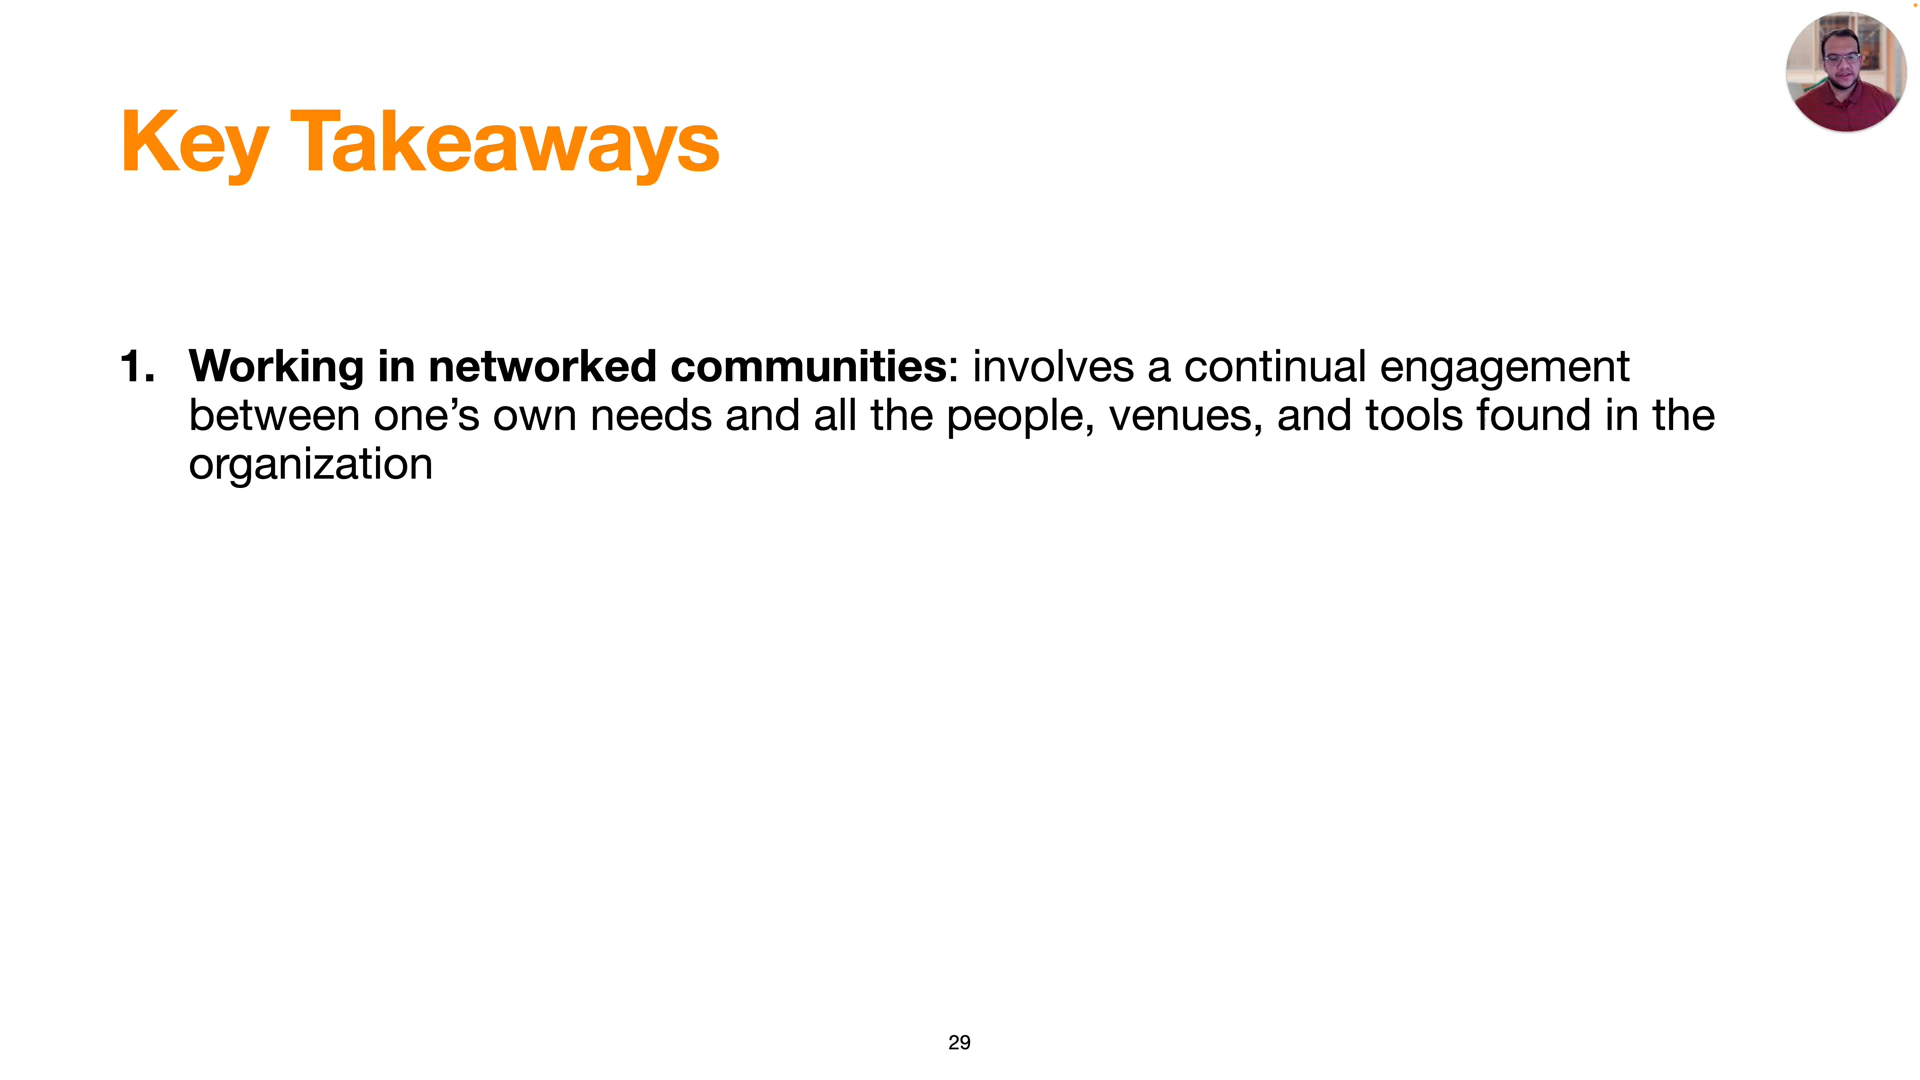 Key Takeaways
1. Working in networked communities: involves a continual engagement
between one’s own needs and all the people, venues, and tools found in the
organization
29